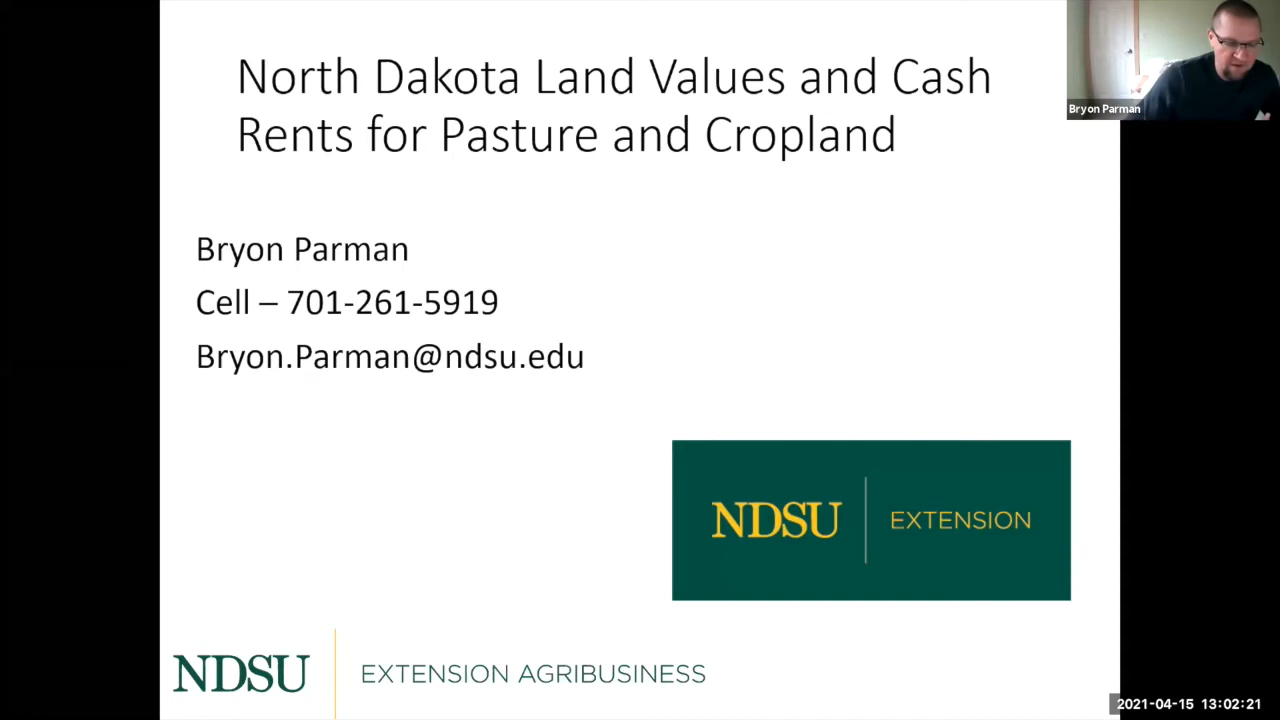 North Dakota Land Values and Cash
Rents for Pasture and Cropland
Bryon Parman
Bryon Parman
Cell – 701-261-5919
Bryon.Parman@ndsu.edu
NDSU EXTENSION
NDSU EXTENSION AGRIBUSINESS
2021-04-15 13:02:21